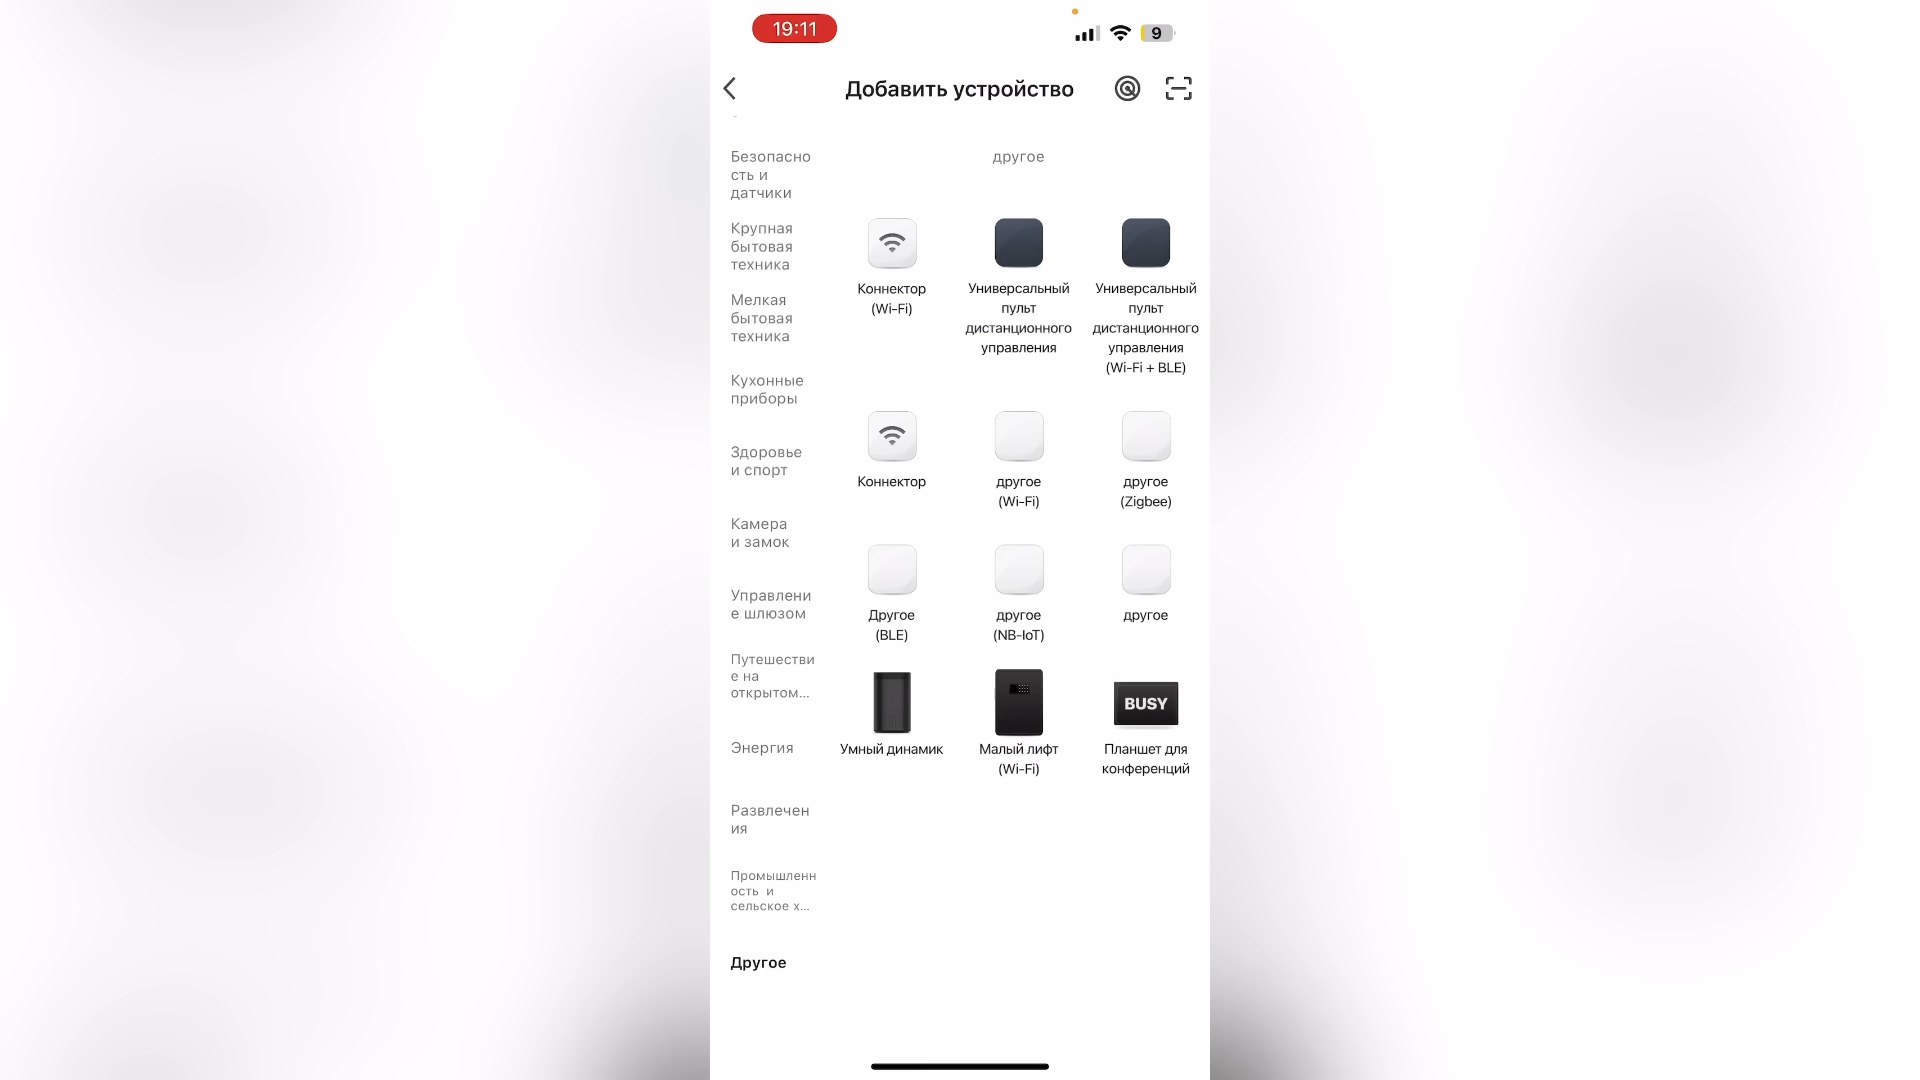 19:11
9
Добавить устройство
Безопасно
сть и
датчики
Крупная
бытовая
техника
Мелкая
бытовая
техника
Кухонные
приборы
Здоровье
и спорт
Камера
и замок
Управлени
е шлюзом
Путешестви
е на
открытом...
Энергия
Развлечен
ия
Промышленн
ость и
сельское х...
Другое
другое
Коннектор
(Wi-Fi)
Универсальный
пульт
дистанционного
управления
Универсальный
пульт
дистанционного
управления
(Wi-Fi + BLE)
Коннектор
другое
(Wi-Fi)
другое
(Zigbee)
Другое
(BLE)
другое
(NB-IoT)
другое
BUSY
Умный динамик
Малый лифт
(Wi-Fi)
Планшет для
конференций